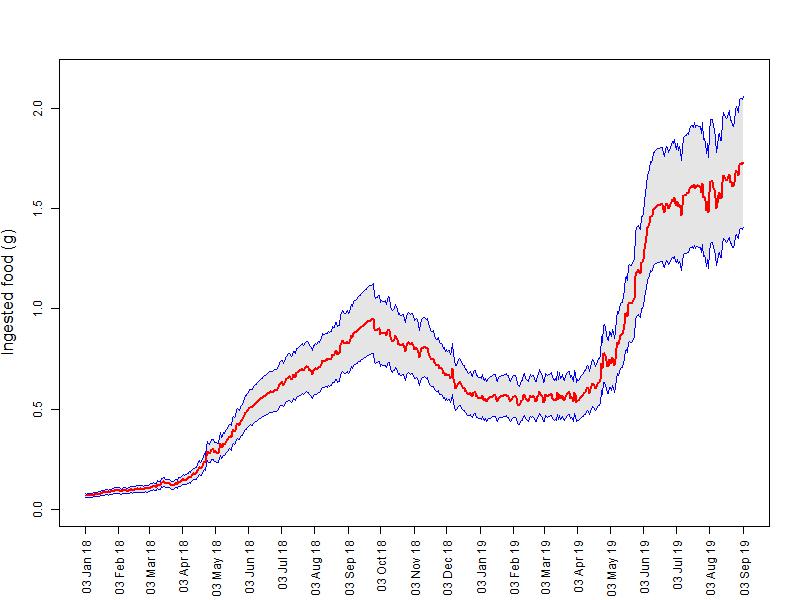 Ingested food (g)
2.0
1.5
1.0
0.5
0.0
03 Jan 18
03 Feb 18
03 Mar 18
03 Apr 18
03 May 18
03 Jun 18
03 Jul 18
03 Aug 18
03 Sep 18
03 Oct 18
03 Nov 18
03 Dec 18
03 Jan 19
03 Feb 19
03 Mar 19
03 Apr 19
03 May 19
03 Jun 19
03 Jul 19
03 Aug 19
03 Sep 19